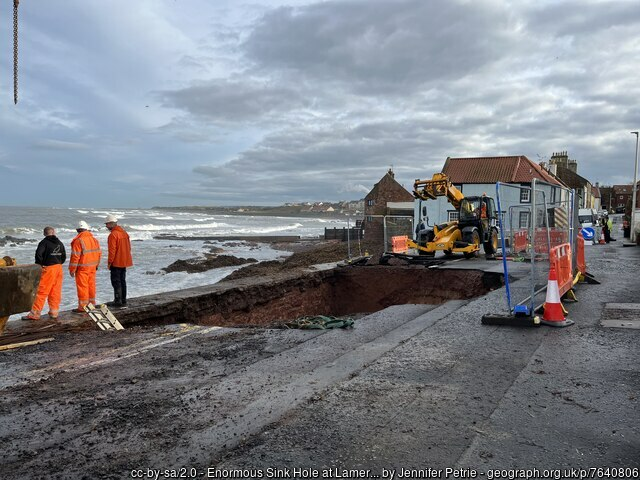 cc-by-sa/2.0 - Enormous Sink Hole at Lamer... by Jennifer Petrie - geograph.org.uk/p/7640806